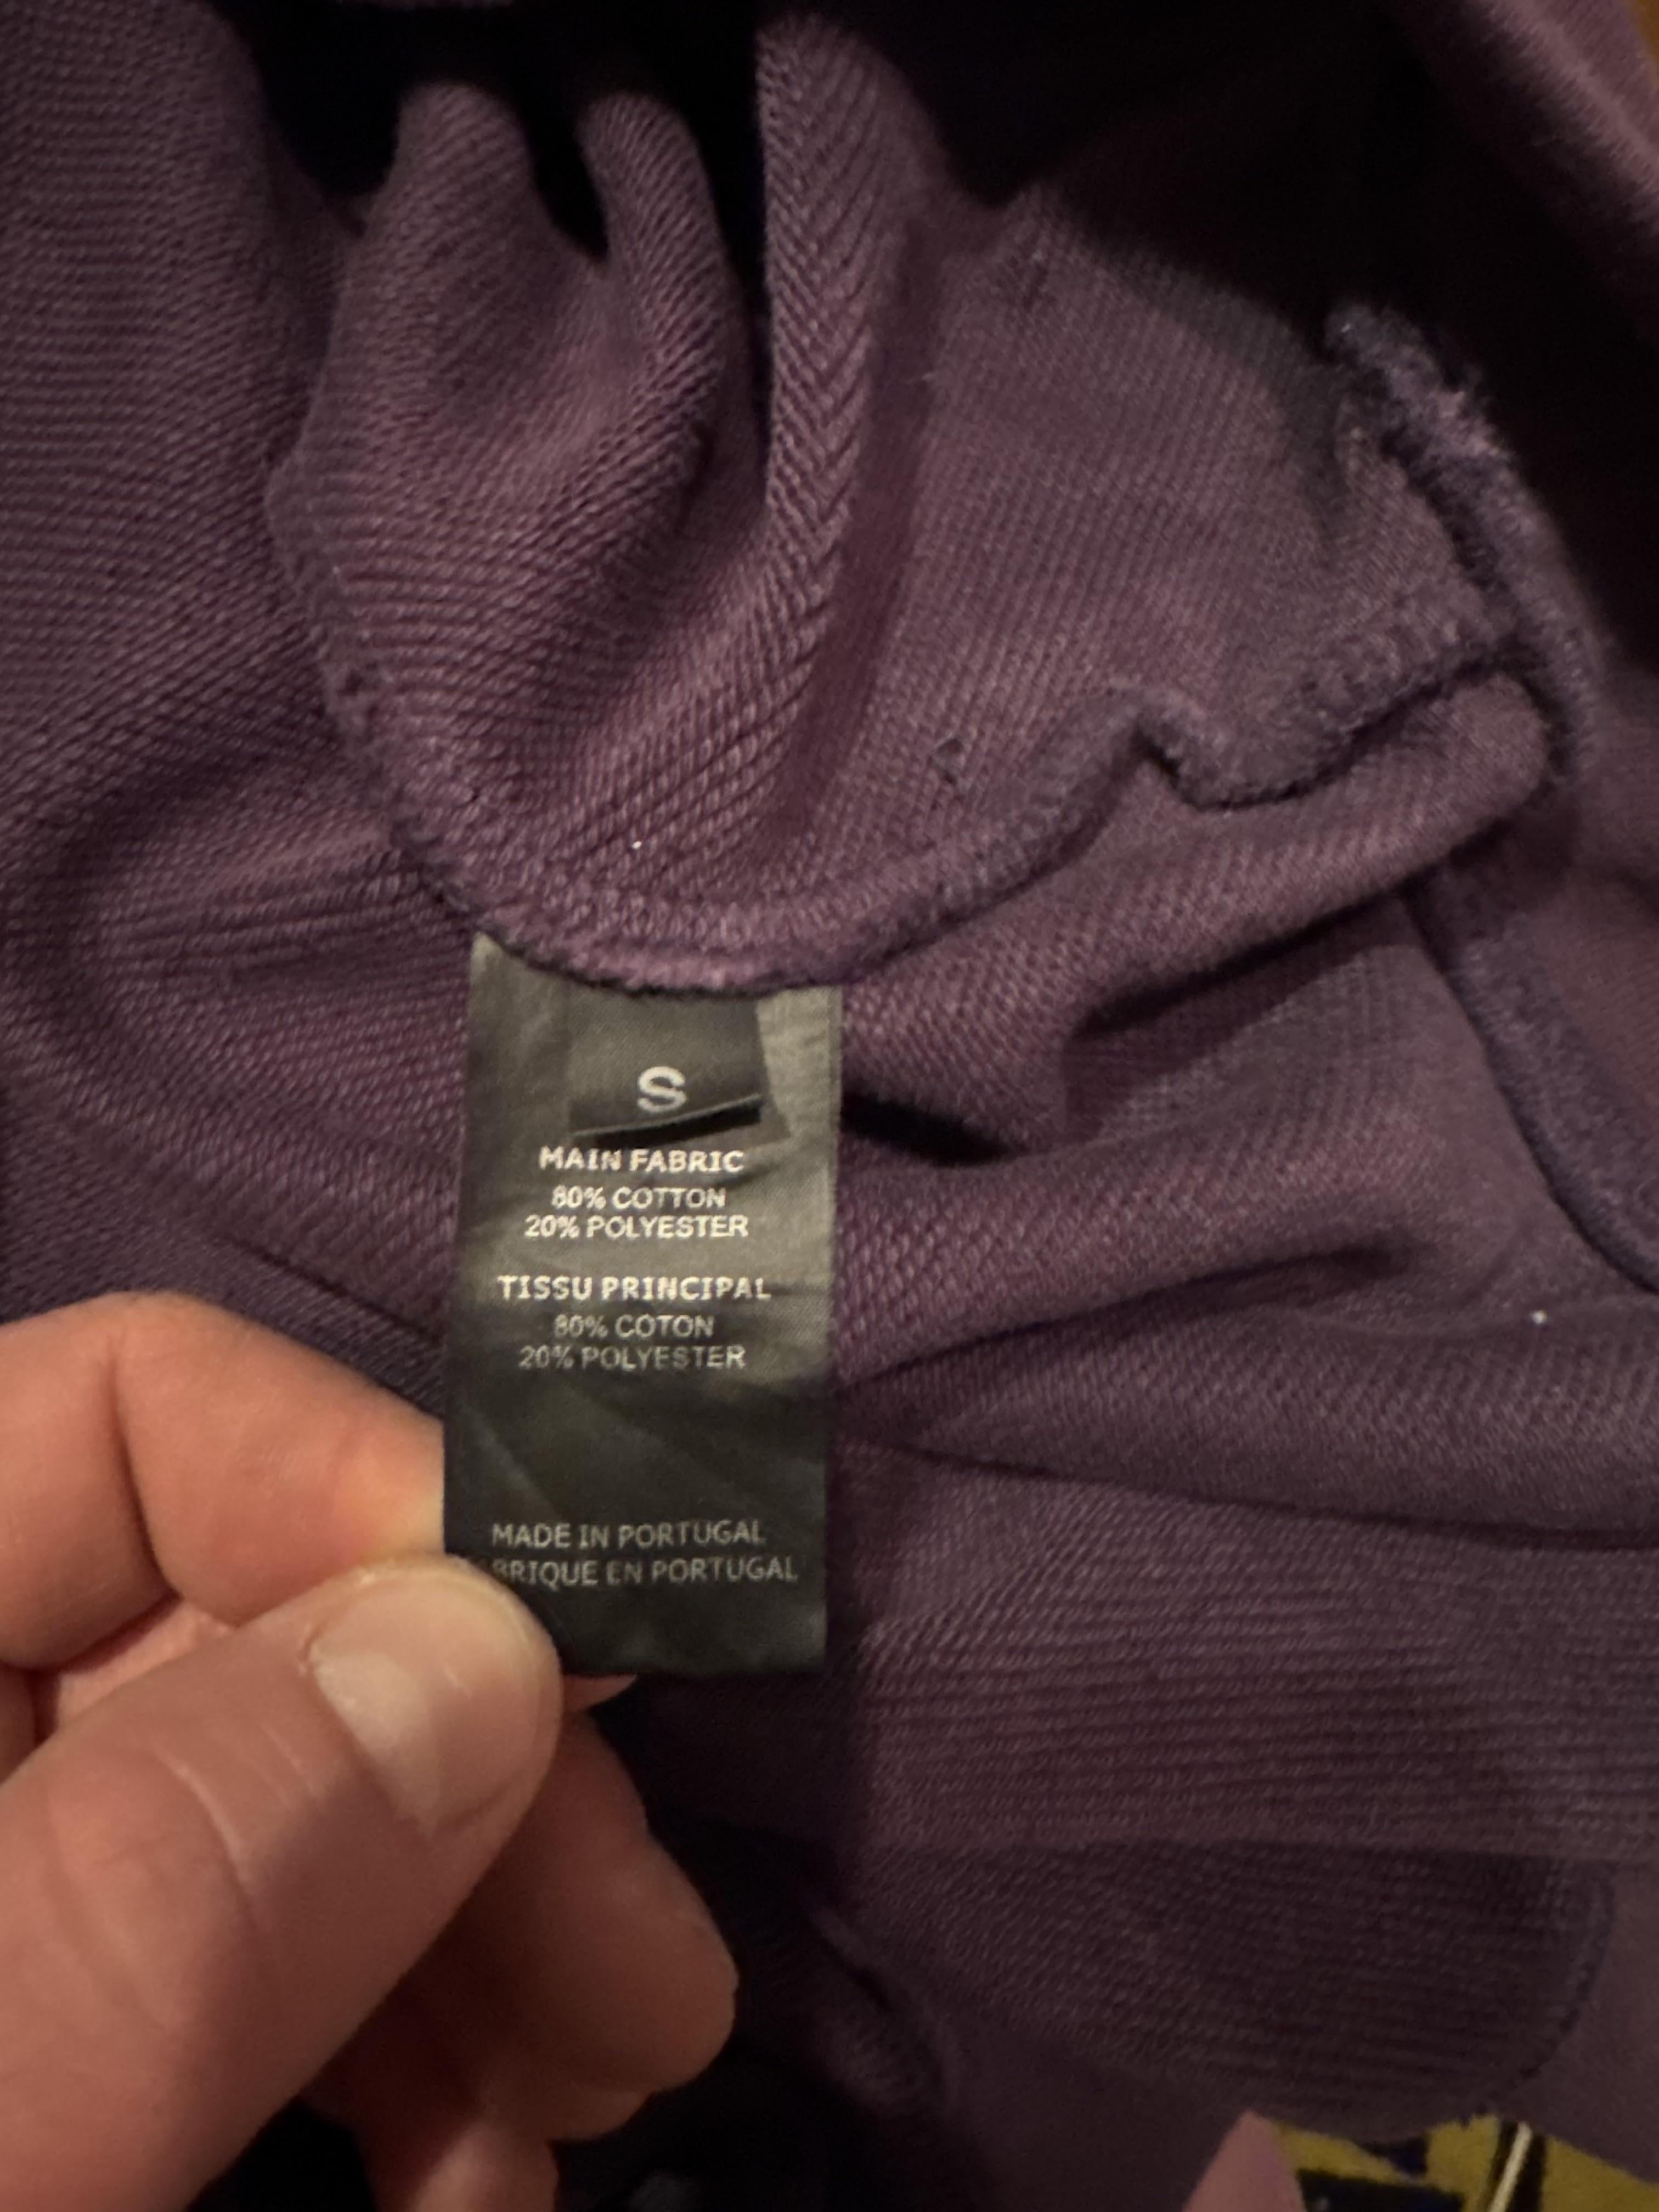 S
MAIN FABRIC
80% COTTON
20% POLYESTER
TISSU PRINCIPAL
80% COTON
20% POLYESTER
MADE IN PORTUGAL
EN PORTUGAL